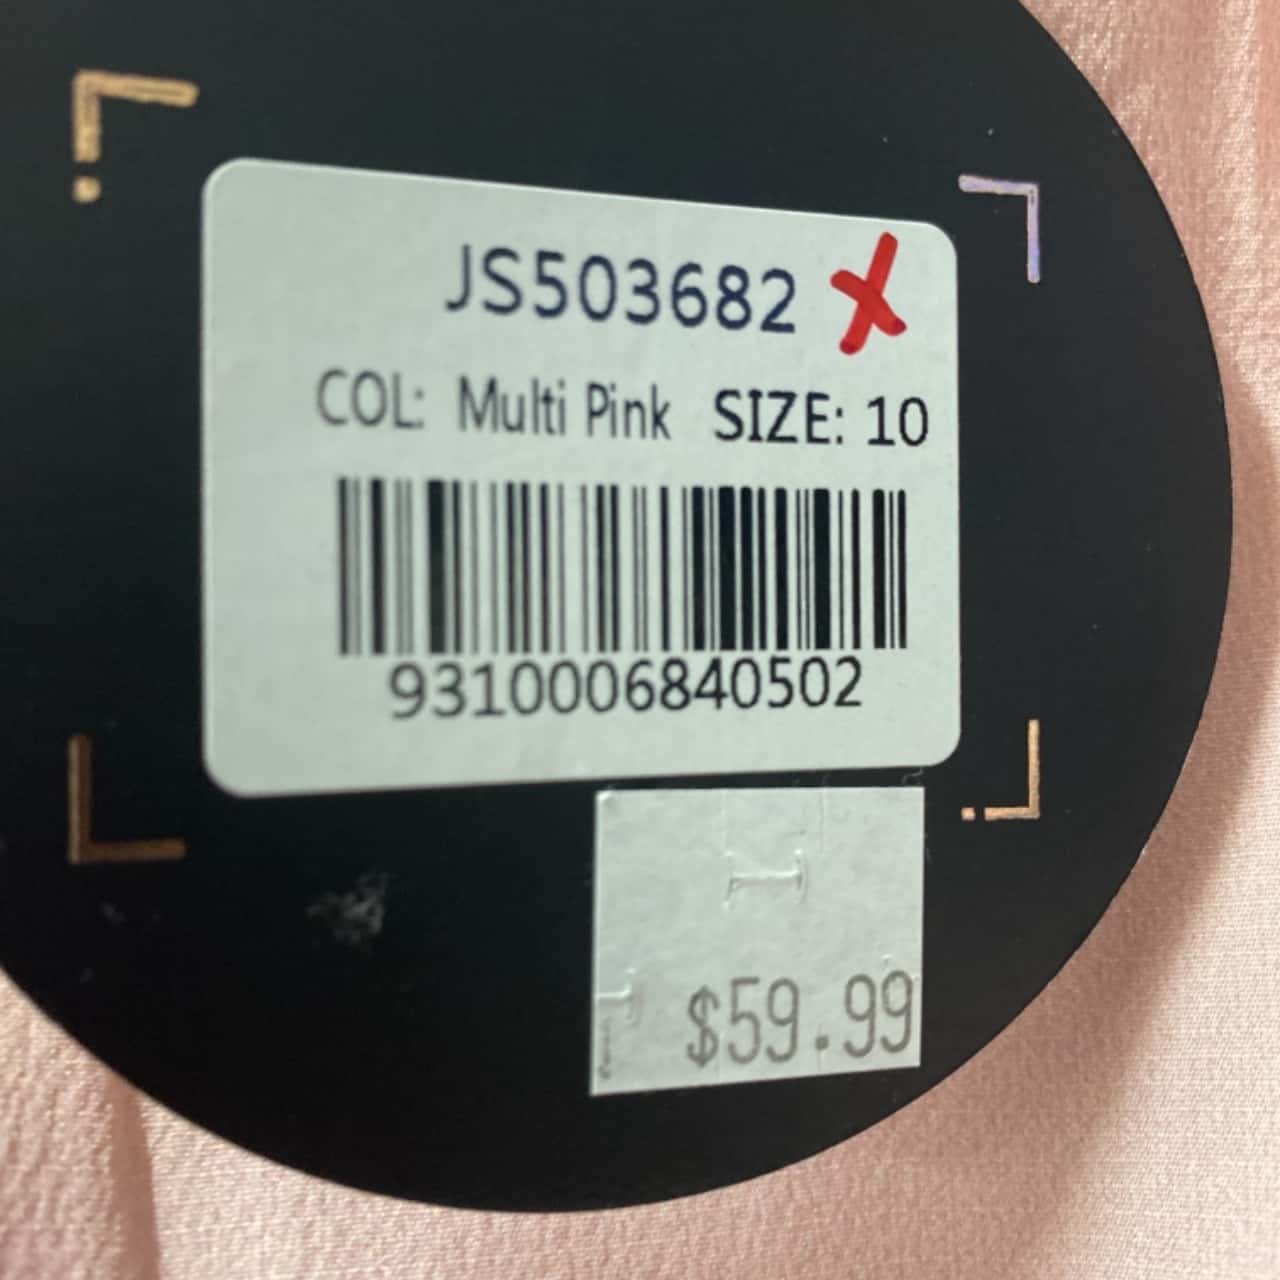 JS503682 X
COL: Multi Pink SIZE: 10
9310006840502
$59.99